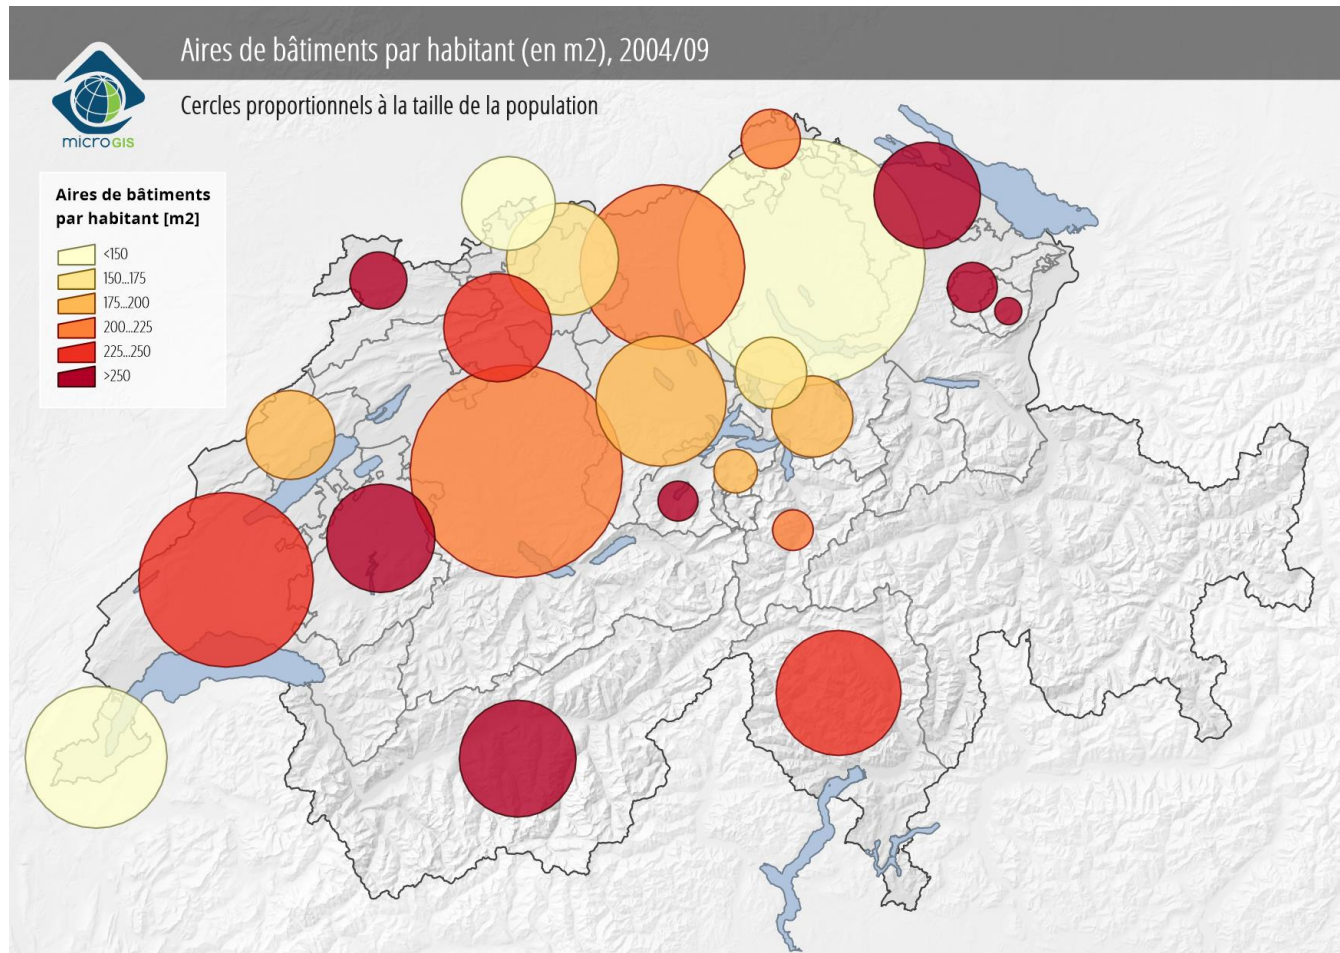 Aires de bâtiments par habitant (en m2), 2004/09
Cercles proportionnels à la taille de la population
microGIS
Aires de bâtiments
par habitant [m2]
<150
150...175
175...200
200...225
225...250
>250